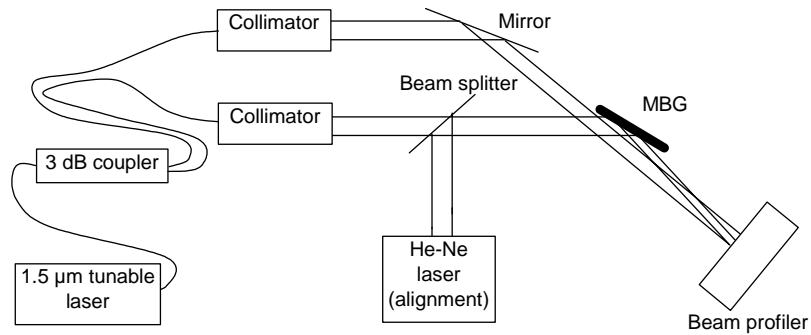 Collimator
Mirror
Beam splitter
MBG
Collimator
3 dB coupler
He-Ne
laser
(alignment)
1.5 µm tunable
laser
Beam profiler